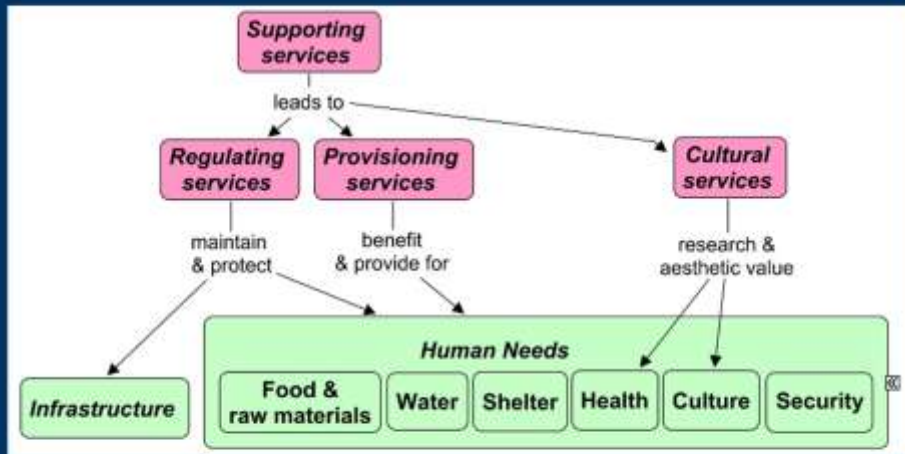 Supporting
services
leads to
Regulating
services
Provisioning
services
Cultural
services
maintain
& protect
benefit
& provide for
research &
aesthetic value
Human Needs
Infrastructure
Food &
raw materials
Water
Shelter
Health
Culture
Security